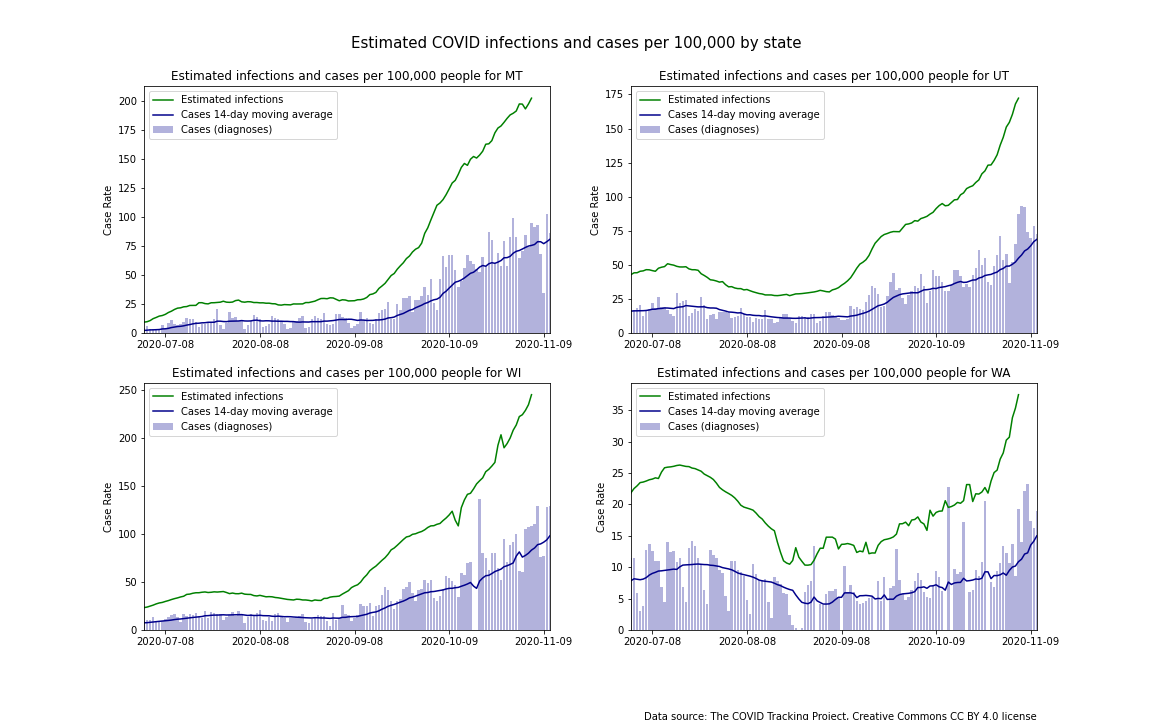 Estimated COVID infections and cases per 100,000 by state
Estimated infections and cases per 100,000 people for MT
200
175
150
125
100
75
50
25
0
Case Rate
Estimated infections
Cases 14-day moving average
Cases (diagnoses)
2020-07-08 2020-08-08 2020-09-08 2020-10-09 2020-11-09
Estimated infections and cases per 100,000 people for UT
175
150
125
100
75
50
25
0
Case Rate
Estimated infections
Cases 14-day moving average
Cases (diagnoses)
2020-07-08 2020-08-08 2020-09-08 2020-10-09 2020-11-09
Estimated infections and cases per 100,000 people for WI
250
200
150
100
50
0
Case Rate
Estimated infections
Cases 14-day moving average
Cases (diagnoses)
2020-07-08 2020-08-08 2020-09-08 2020-10-09 2020-11-09
Estimated infections and cases per 100,000 people for WA
35
30
25
20
15
10
5
0
Case Rate
Estimated infections
Cases 14-day moving average
Cases (diagnoses)
2020-07-08 2020-08-08 2020-09-08 2020-10-09 2020-11-09
Data source: The COVID Tracking Project, Creative Commons CC BY 4.0 license